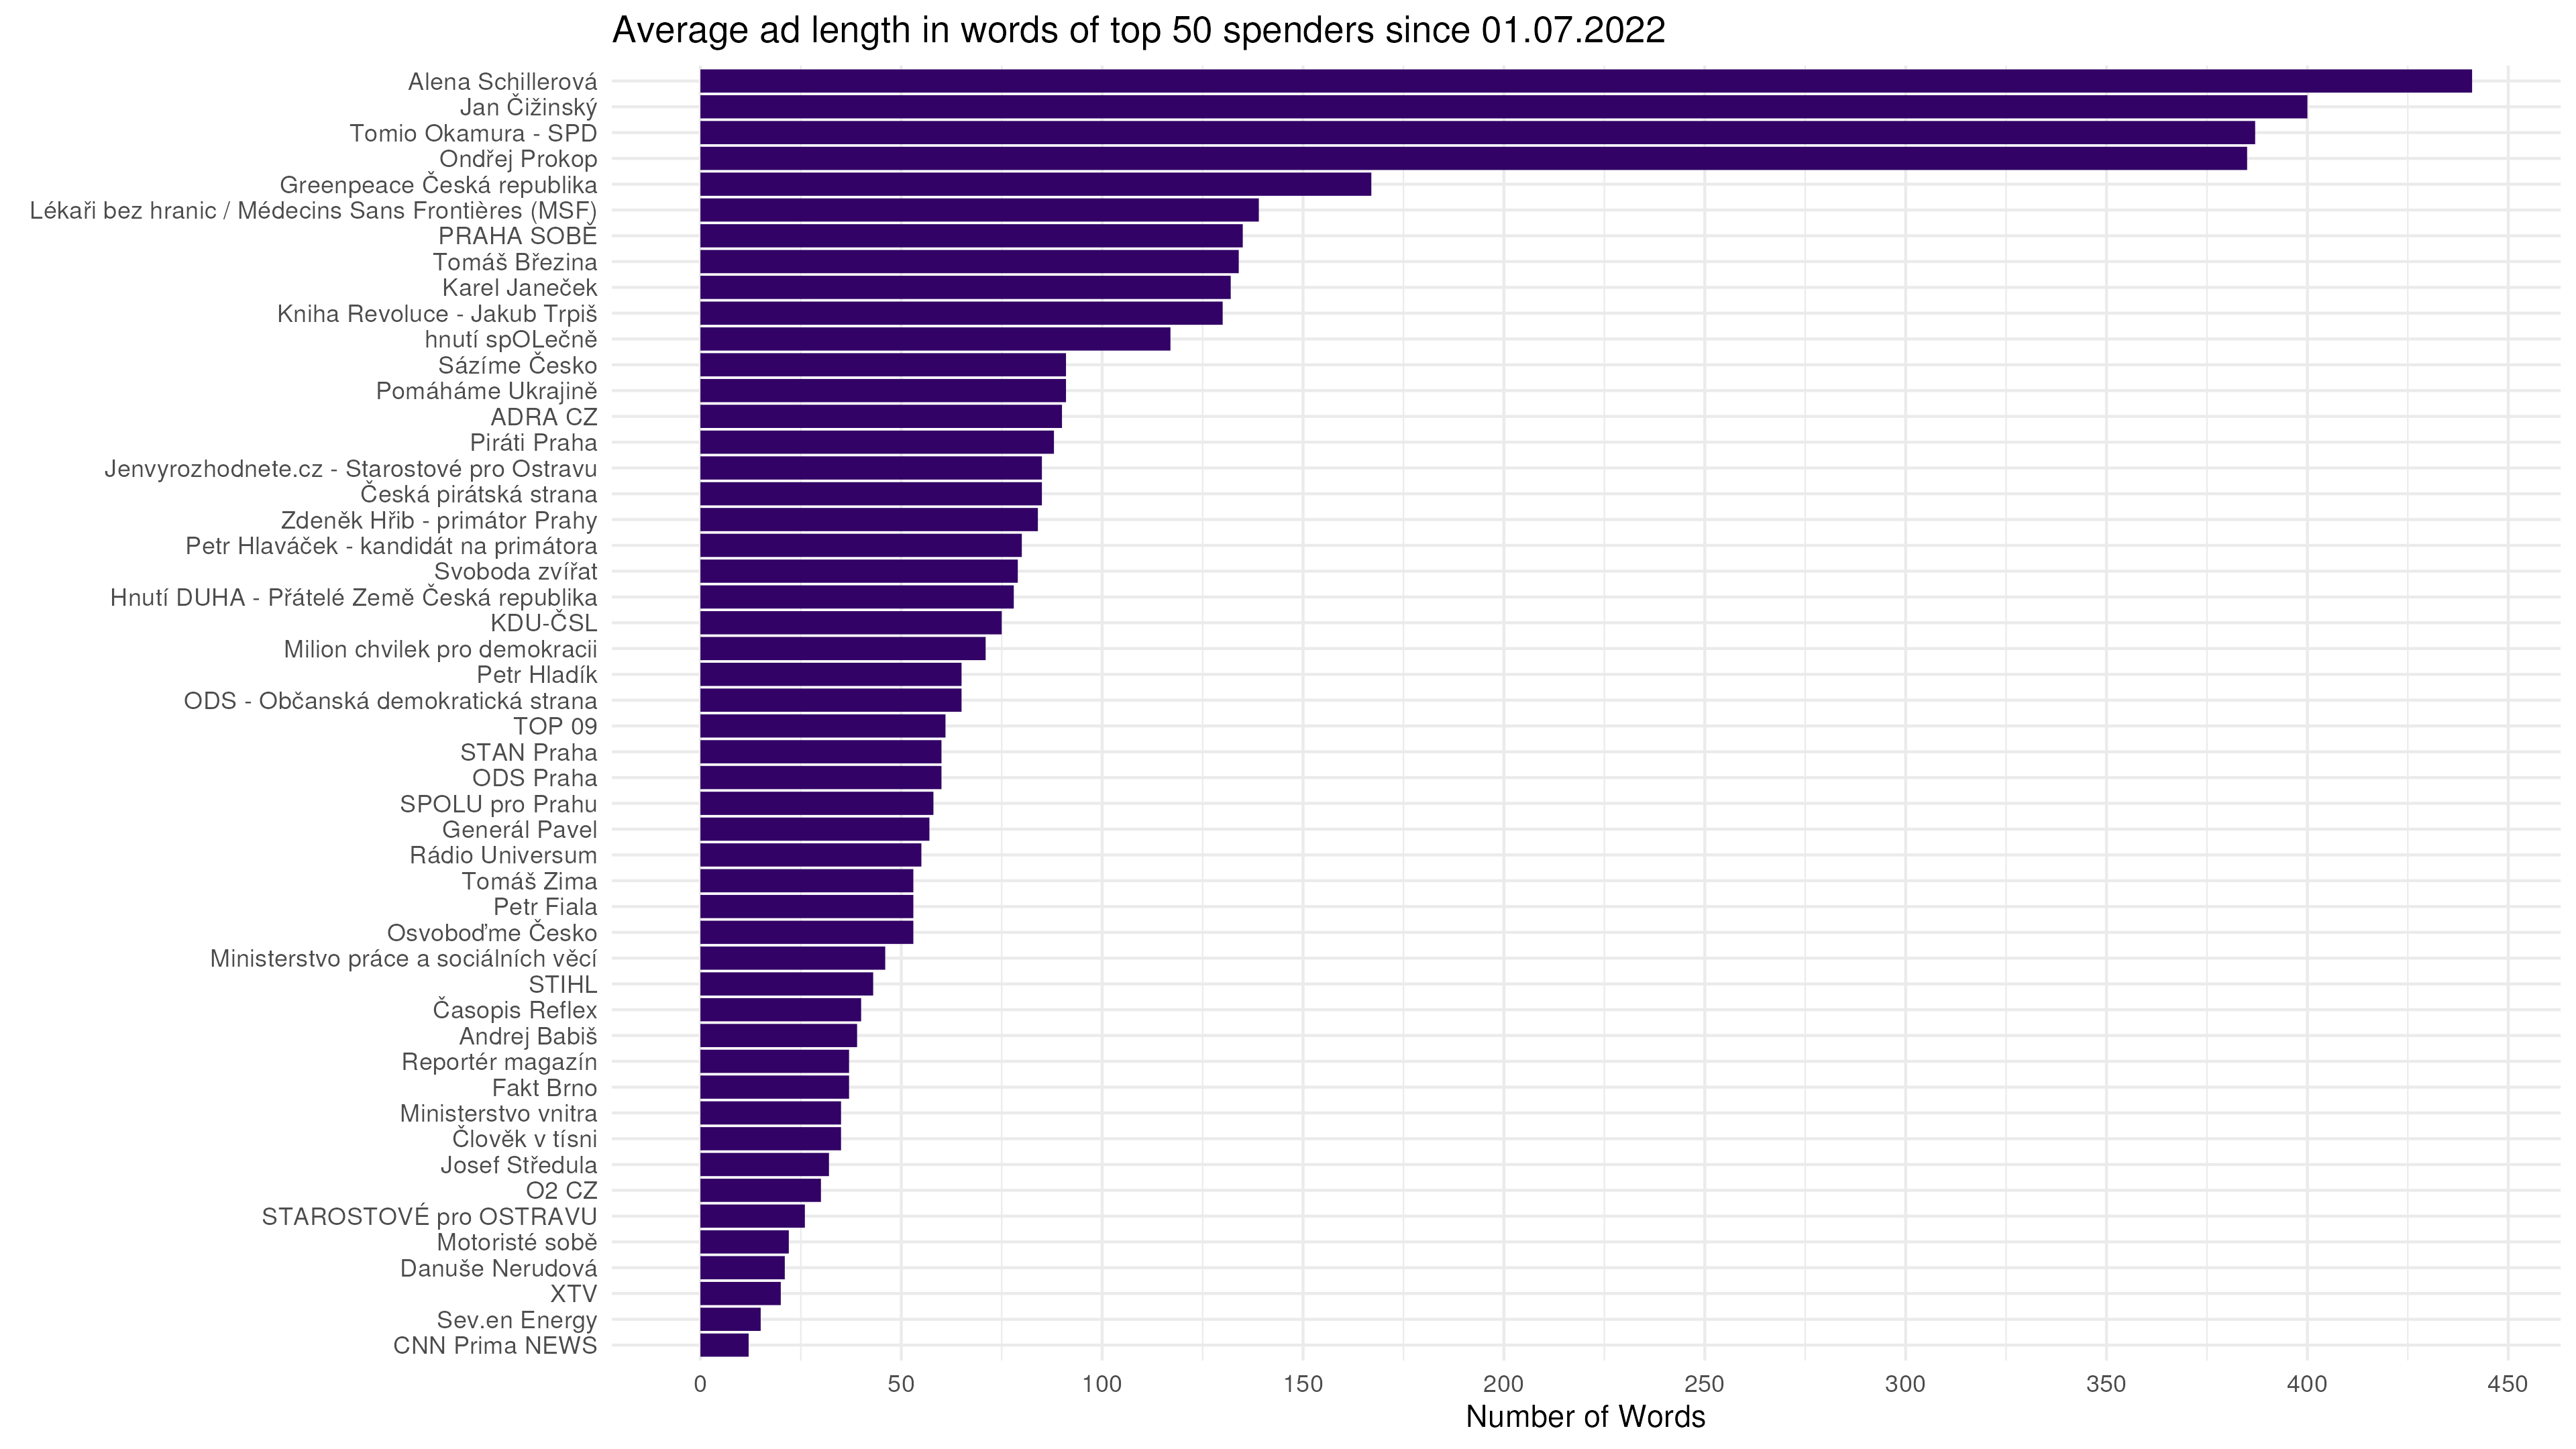 Average ad length in words of top 50 spenders since 01.07.2022
Alena Schillerová
Jan Čižinský
Tomio Okamura - SPD
Ondřej Prokop
Greenpeace Česká republika
Lékaři bez hranic / Médecins Sans Frontières (MSF)
PRAHA SOBĚ
Tomáš Březina
Karel Janeček
Kniha Revoluce - Jakub Trpiš
hnutí spOLečně
Sázíme Česko
Pomáháme Ukrajině
ADRA CZ
Piráti Praha
Jenvyrozhodnete.cz - Starostové pro Ostravu
Česká pirátská strana
Zdeněk Hřib - primátor Prahy
Petr Hlaváček - kandidát na primátora
Svoboda zvířat
Hnutí DUHA - Přátelé Země Česká republika
KDU-ČSL
Milion chvilek pro demokracii
Petr Hladík
ODS - Občanská demokratická strana
TOP 09
STAN Praha
ODS Praha
SPOLU pro Prahu
Generál Pavel
Rádio Universum
Tomáš Zima
Petr Fiala
Osvoboďme Česko
Ministerstvo práce a sociálních věcí
STIHL
Časopis Reflex
Andrej Babiš
Reportér magazín
Fakt Brno
Ministerstvo vnitra
Člověk v tísni
Josef Středula
O2 CZ
STAROSTOVÉ pro OSTRAVU
Motoristé sobě
Danuše Nerudová
XTV
Sev.en Energy
CNN Prima NEWS
0 50 100 150 200 250 300 350 400 450
Number of Words